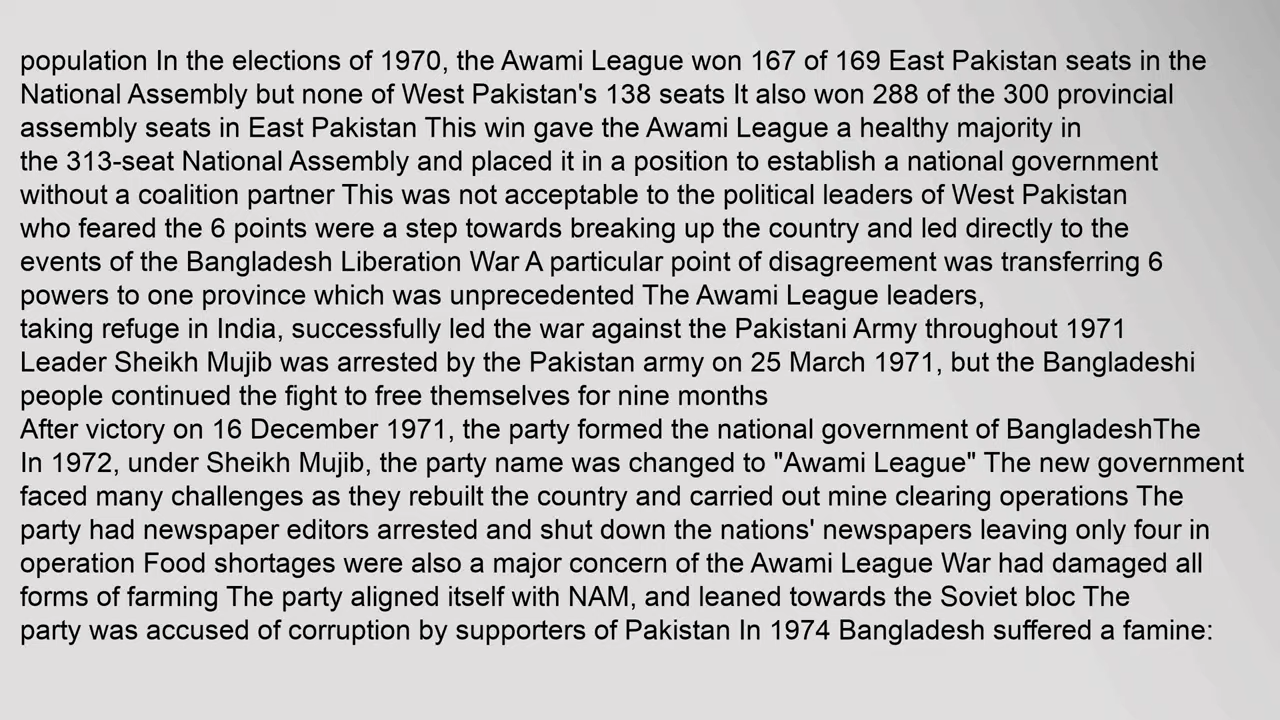 population In the elections of 1970, the Awami League won 167 of 169 East Pakistan seats in the
National Assembly but none of West Pakistan's 138 seats It also won 288 of the 300 provincial
assembly seats in East Pakistan This win gave the Awami League a healthy majority in
the 313-seat National Assembly and placed it in a position to establish a national government
without a coalition partner This was not acceptable to the political leaders of West Pakistan
who feared the 6 points were a step towards breaking up the country and led directly to the
events of the Bangladesh Liberation War A particular point of disagreement was transferring 6
powers to one province which was unprecedented The Awami League leaders,
taking refuge in India, successfully led the war against the Pakistani Army throughout 1971
Leader Sheikh Mujib was arrested by the Pakistan army on 25 March 1971, but the Bangladeshi
people continued the fight to free themselves for nine months
After victory on 16 December 1971, the party formed the national government of BangladeshThe
In 1972, under Sheikh Mujib, the party name was changed to "Awami League" The new government
faced many challenges as they rebuilt the country and carried out mine clearing operations The
party had newspaper editors arrested and shut down the nations' newspapers leaving only four in
operation Food shortages were also a major concern of the Awami League War had damaged all
forms of farming The party aligned itself with NAM, and leaned towards the Soviet bloc The
party was accused of corruption by supporters of Pakistan In 1974 Bangladesh suffered a famine: